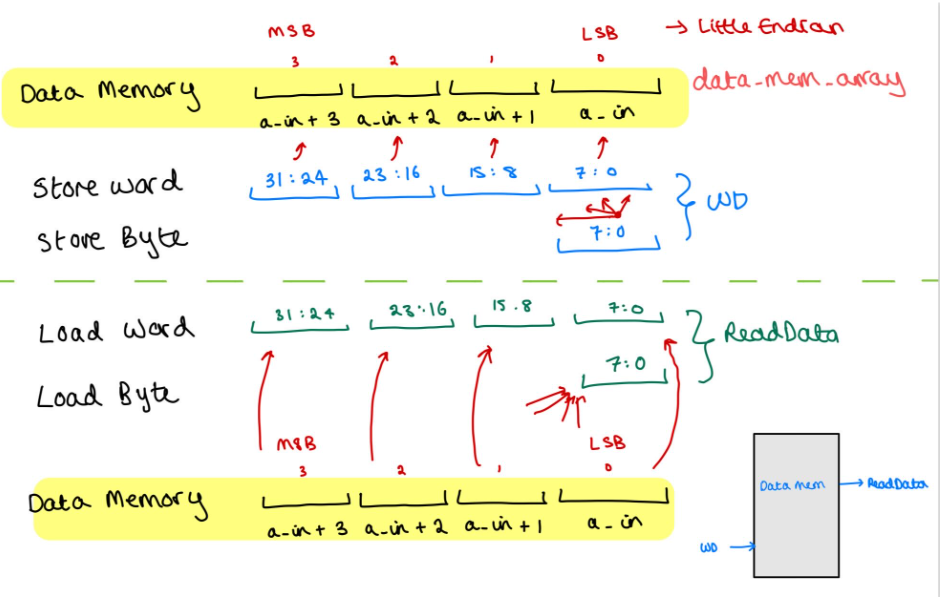 MSB LSB → Little Endian
3 2 1 0
Data Memory data-mem-array
a-in + 3 a-in + 2 a-in + 1 a-in
Store word 31:24 23:16 15:8 7:0 WD
Store Byte 7:0
Load Word 31:24 23:16 15.8 7:0 ReadData
Load Byte 7:0
MSB LSB
3 2 1 0
Data Memory
a-in + 3 a-in + 2 a-in + 1 a-in
Data Mem ReadData
WD